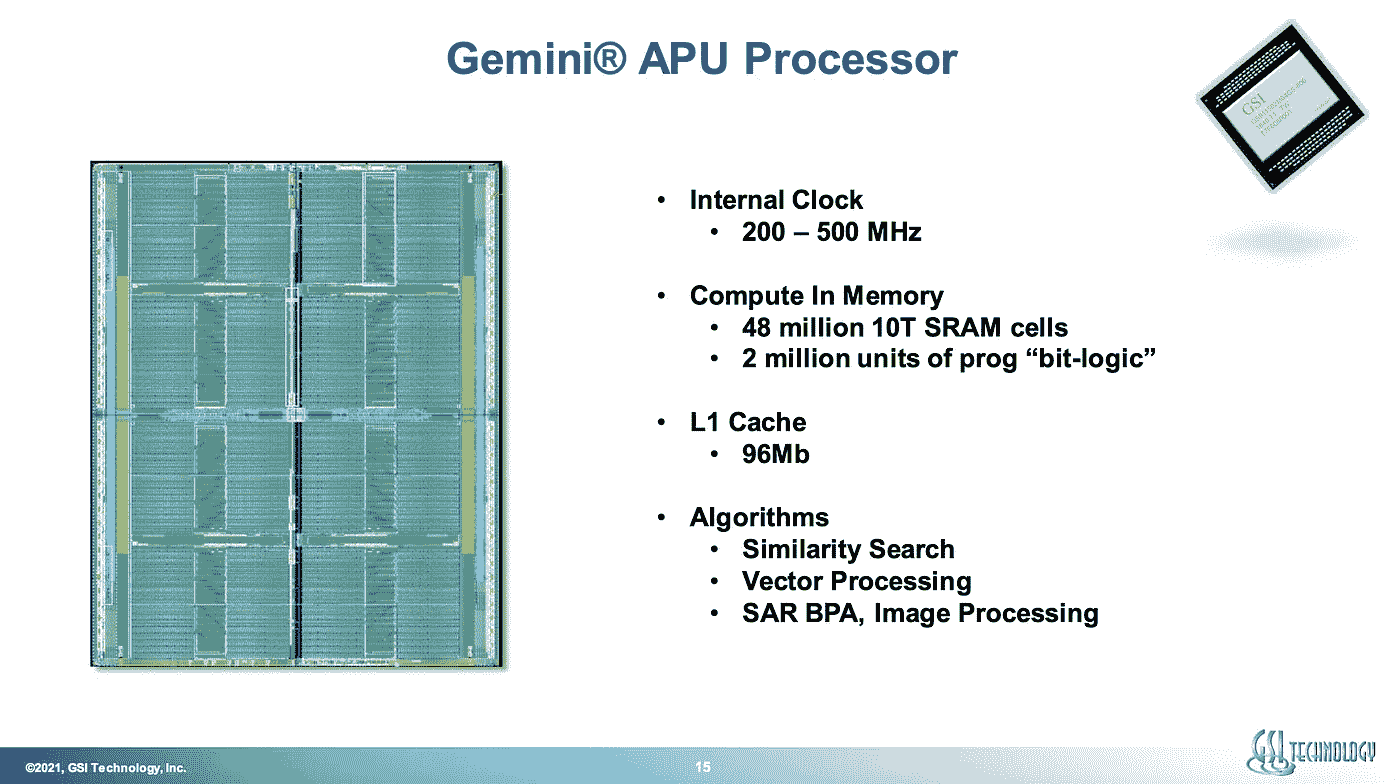 Gemini® APU Processor
GSI
• Internal Clock
• 200 – 500 MHz
• Compute In Memory
• 48 million 10T SRAM cells
• 2 million units of prog “bit-logic”
• L1 Cache
• 96Mb
• Algorithms
• Similarity Search
• Vector Processing
• SAR BPA, Image Processing
©2021, GSI Technology, Inc.
15
GSI TECHNOLOGY